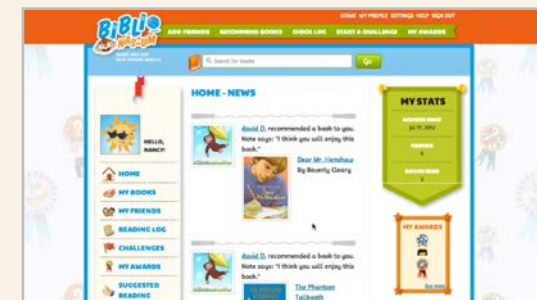 HOME MY PROFILE SETTINGS HELP SIGN OUT
BiBLiO
NASIUM
ADD FRIENDS RECOMMEND BOOKS CHECK LOG START A CHALLENGE MY AWARDS
Search for books
Go
HOME - NEWS
MY STATS
HELLO,
NANCY!
david D. recommended a book to you.
Note says: "I think you will enjoy this
book."
Dear Mr. Henshaw
By Beverly Cleary
HOME
MY BOOKS
MY FRIENDS
READING LOG
CHALLENGES
MY AWARDS
SUGGESTED
READING
MY AWARDS
See more
david D. recommended a book to you.
Note says: "I think you will enjoy this
book."
The Phantom
Tollbooth